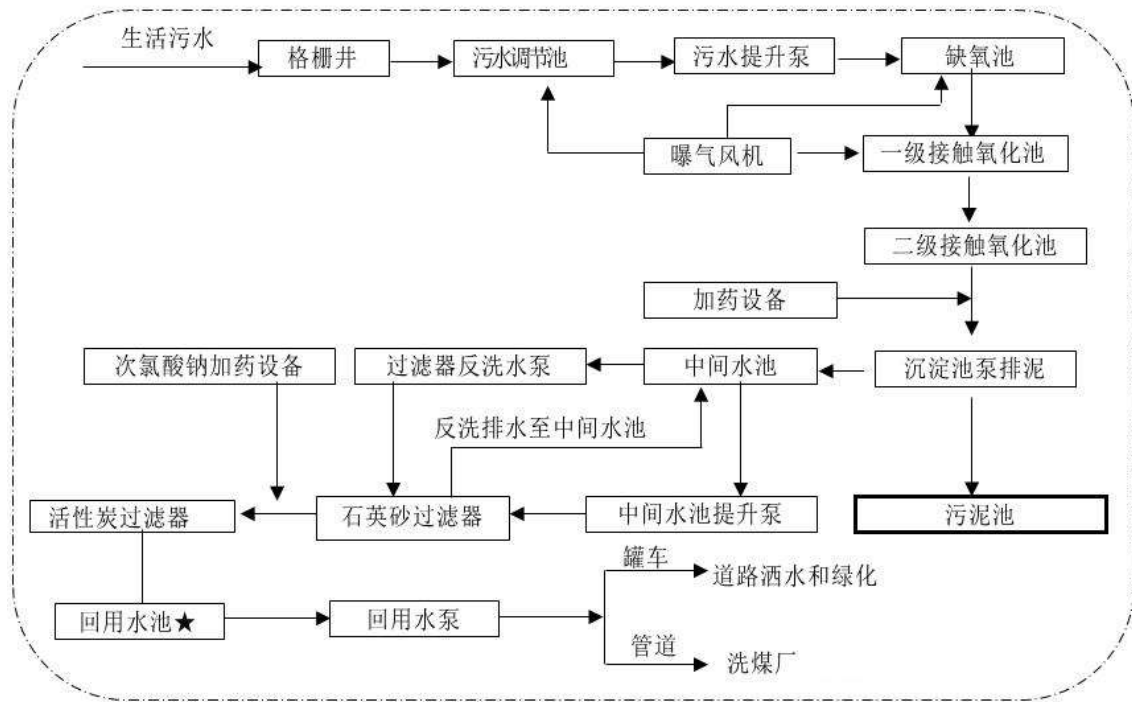 生活污水
格栅井
污水调节池
污水提升泵
缺氧池
曝气风机
一级接触氧化池
二级接触氧化池
加药设备
次氯酸钠加药设备
过滤器反洗水泵
中间水池
沉淀池泵排泥
反洗排水至中间水池
活性炭过滤器
石英砂过滤器
中间水池提升泵
污泥池
罐车
道路洒水和绿化
回用水池★
回用水泵
管道
洗煤厂